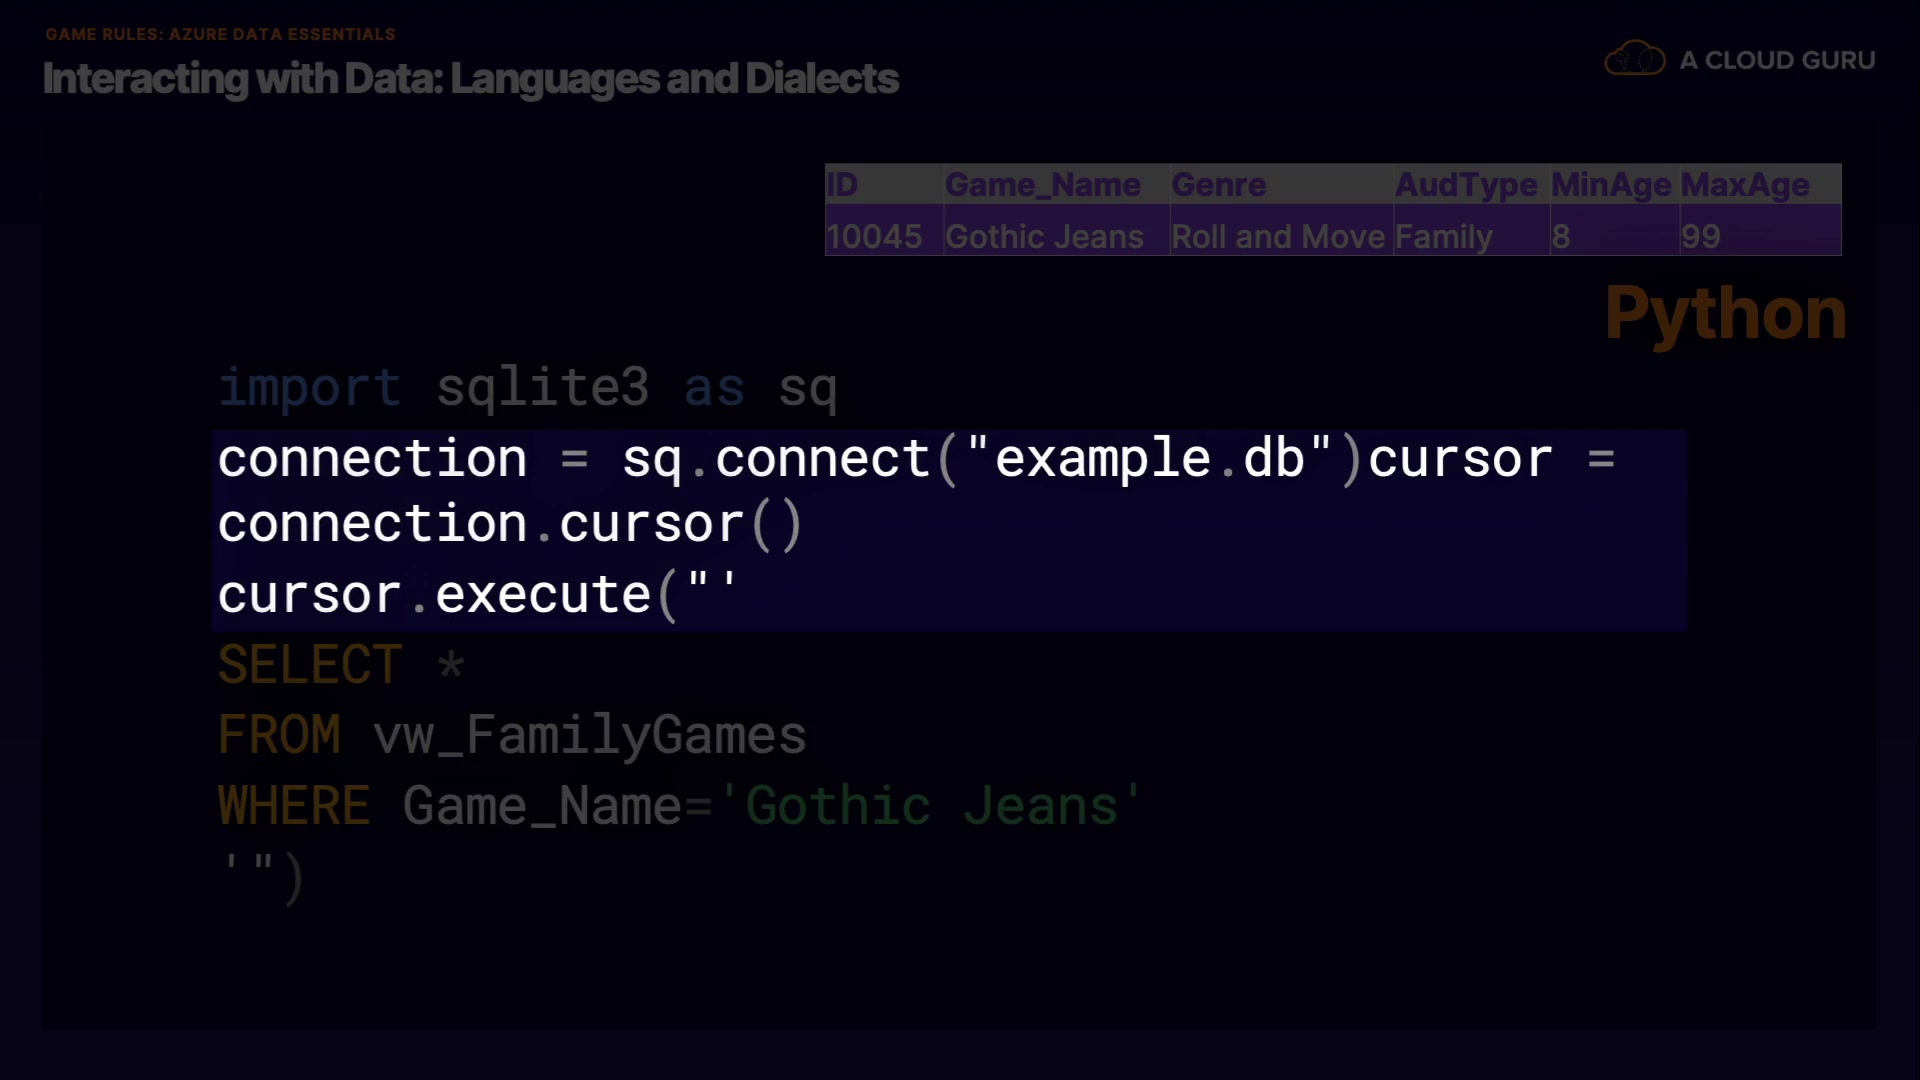 GAME RULES: AZURE DATA ESSENTIALS
Interacting with Data: Languages and Dialects
A CLOUD GURU
ID Game_Name Genre AudType MinAge MaxAge
10045 Gothic Jeans Roll and Move Family 8 99
Python
import sqlite3 as sq
connection = sq.connect("example.db")cursor =
connection.cursor()
cursor.execute("'
SELECT *
FROM vw_FamilyGames
WHERE Game_Name='Gothic Jeans'
'")